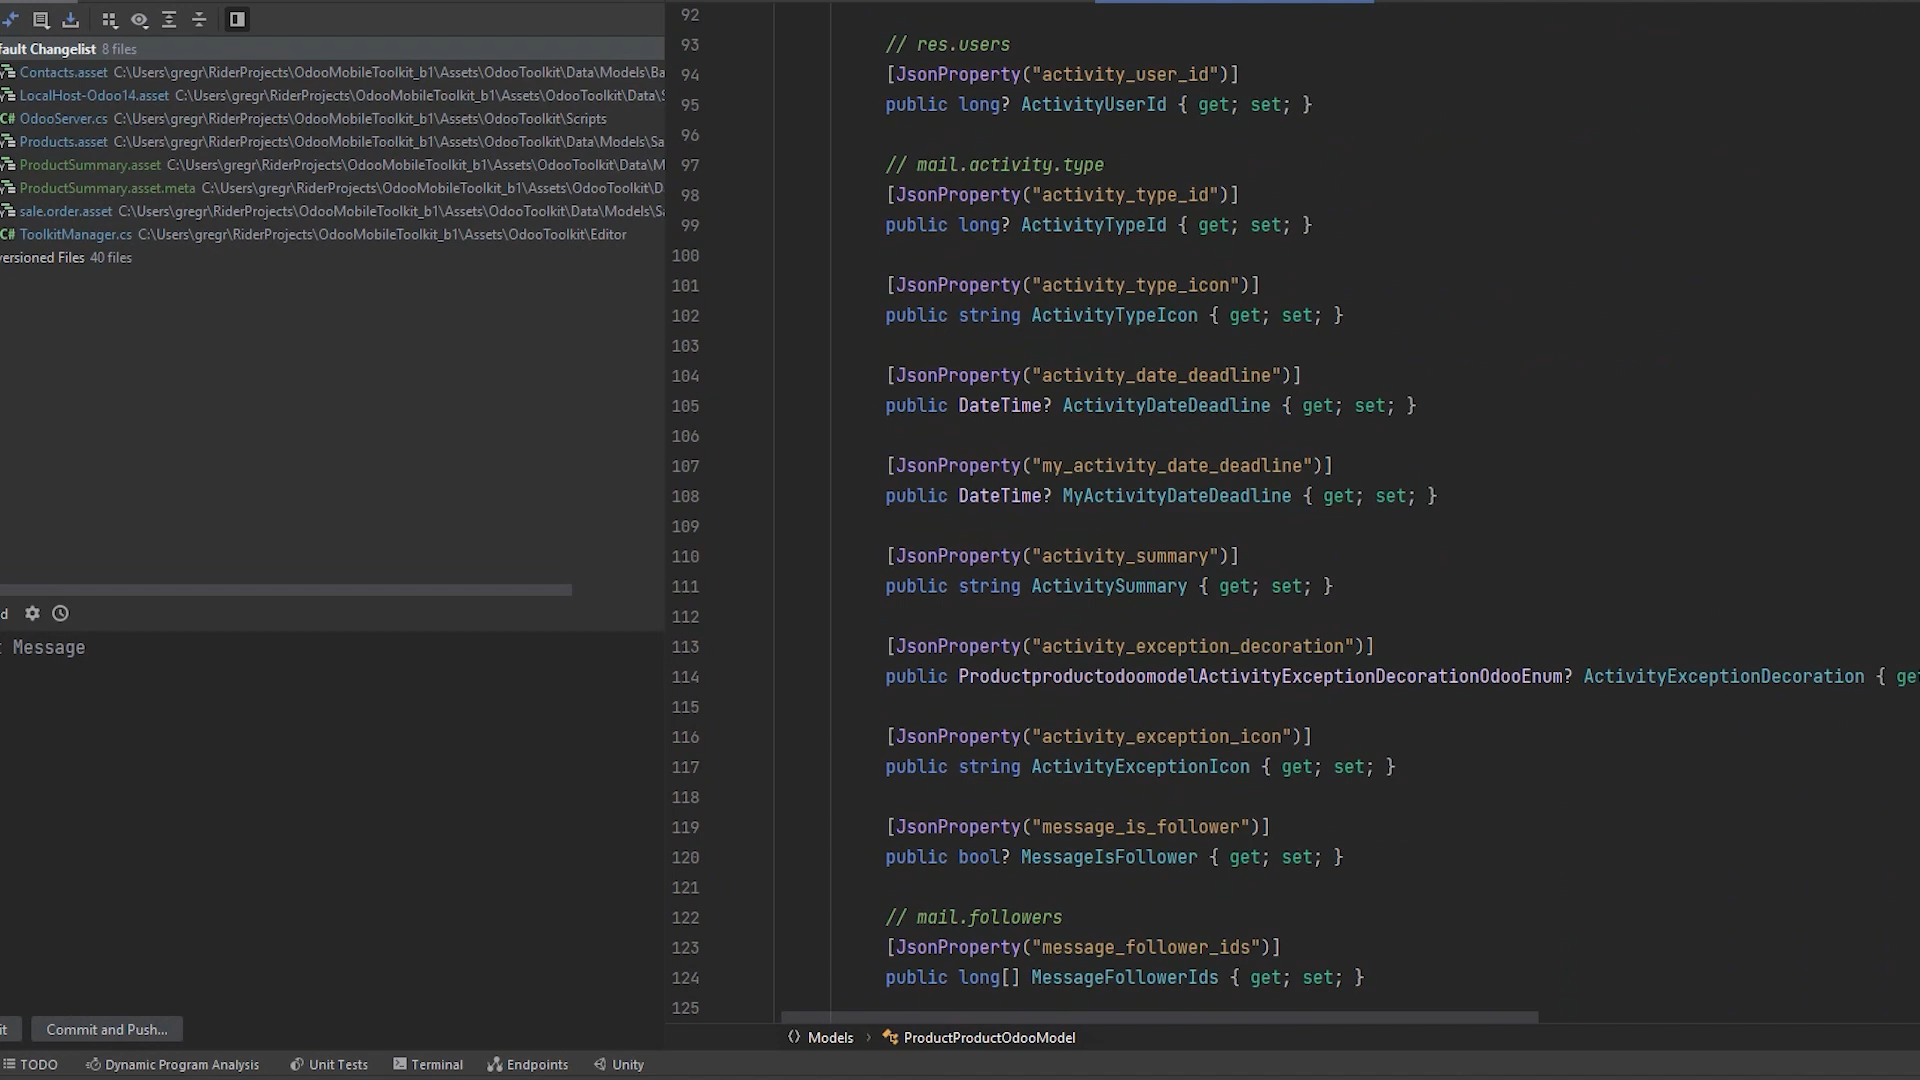 fault Changelist 8 files
Contacts.asset C:\Users\gregr\RiderProjects\OdooMobileToolkit_b1\Assets\OdooToolkit\Data\Models\Ba
LocalHost-Odoo14.asset C:\Users\gregr\RiderProjects\OdooMobileToolkit_b1\Assets\OdooToolkit\Data\S
C# OdooServer.cs C:\Users\gregr\RiderProjects\OdooMobileToolkit_b1\Assets\OdooToolkit\Scripts
Products.asset C:\Users\gregr\RiderProjects\OdooMobileToolkit_b1\Assets\OdooToolkit\Data\Models\Sa
ProductSummary.asset C:\Users\gregr\RiderProjects\OdooMobileToolkit_b1\Assets\OdooToolkit\Data\M
ProductSummary.asset.meta C:\Users\gregr\RiderProjects\OdooMobileToolkit_b1\Assets\OdooToolkit\D
sale.order.asset C:\Users\gregr\RiderProjects\OdooMobileToolkit_b1\Assets\OdooToolkit\Data\Models\Sa
C# ToolkitManager.cs C:\Users\gregr\RiderProjects\OdooMobileToolkit_b1\Assets\OdooToolkit\Editor
versioned Files 40 files
d
t Message
it Commit and Push...
92
93 // res.users
94 [JsonProperty("activity_user_id")]
95 public long? ActivityUserId { get; set; }
96
97 // mail.activity.type
98 [JsonProperty("activity_type_id")]
99 public long? ActivityTypeId { get; set; }
100
101 [JsonProperty("activity_type_icon")]
102 public string ActivityTypeIcon { get; set; }
103
104 [JsonProperty("activity_date_deadline")]
105 public DateTime? ActivityDateDeadline { get; set; }
106
107 [JsonProperty("my_activity_date_deadline")]
108 public DateTime? MyActivityDateDeadline { get; set; }
109
110 [JsonProperty("activity_summary")]
111 public string ActivitySummary { get; set; }
112
113 [JsonProperty("activity_exception_decoration")]
114 public ProductproductodoomodelActivityExceptionDecorationOdooEnum? ActivityExceptionDecoration { get
115
116 [JsonProperty("activity_exception_icon")]
117 public string ActivityExceptionIcon { get; set; }
118
119 [JsonProperty("message_is_follower")]
120 public bool? MessageIsFollower { get; set; }
121
122 // mail.followers
123 [JsonProperty("message_follower_ids")]
124 public long[] MessageFollowerIds { get; set; }
125
Models › ProductProductOdooModel
TODO Dynamic Program Analysis Unit Tests Terminal Endpoints Unity